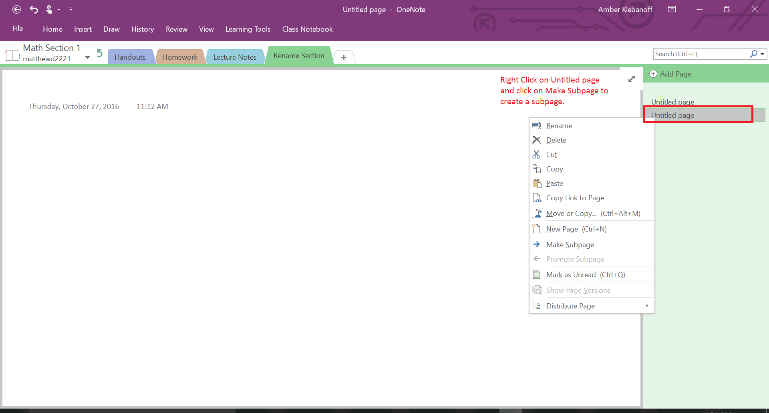 Untitled page - OneNote
Amber Klebanoff
File Home Insert Draw History Review View Learning Tools Class Notebook
Math Section 1
matthewd2221
Handouts Homework Lecture Notes Rename Section +
Search (Ctrl+E)
Add Page
Right Click on Untitled page
and click on Make Subpage to
create a subpage.
Thursday, October 27, 2016 11:12 AM
Untitled page
Untitled page
Rename
Delete
Cut
Copy
Paste
Copy Link to Page
Move or Copy... (Ctrl+Alt+M)
New Page (Ctrl+N)
Make Subpage
Promote Subpage
Mark as Unread (Ctrl+Q)
Show Page Versions
Distribute Page